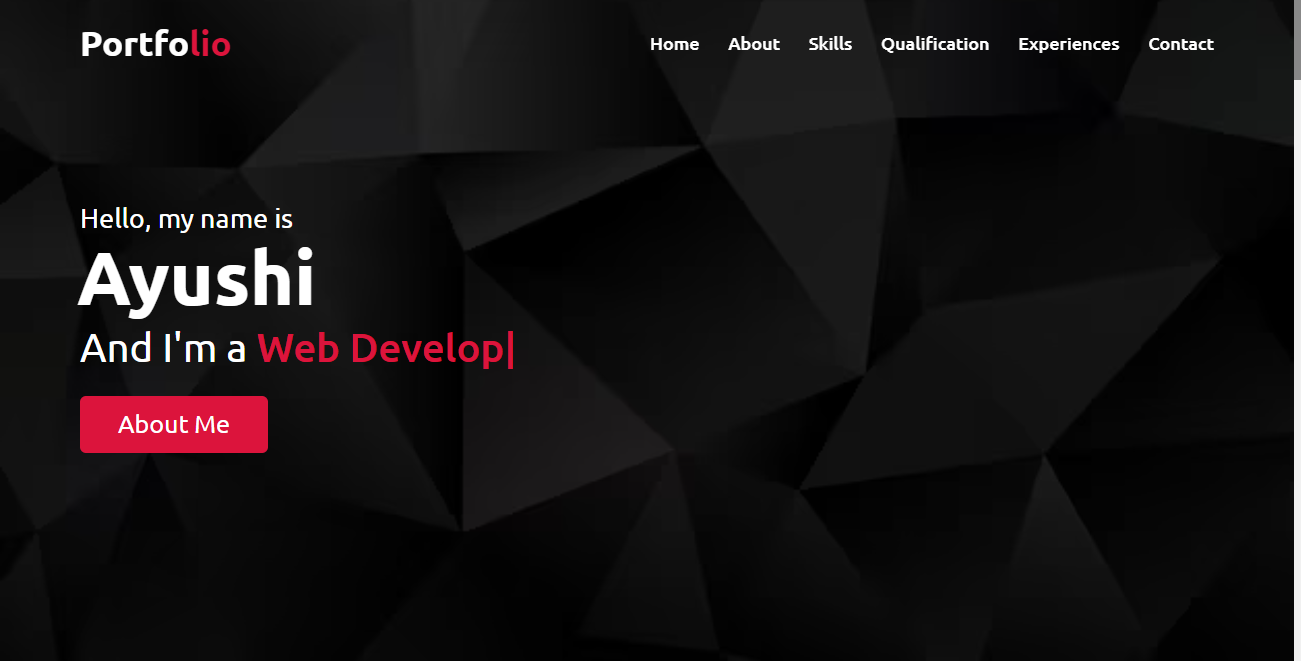 Portfolio
Home About Skills Qualification Experiences Contact
Hello, my name is
Ayushi
And I'm a Web Develop|
About Me